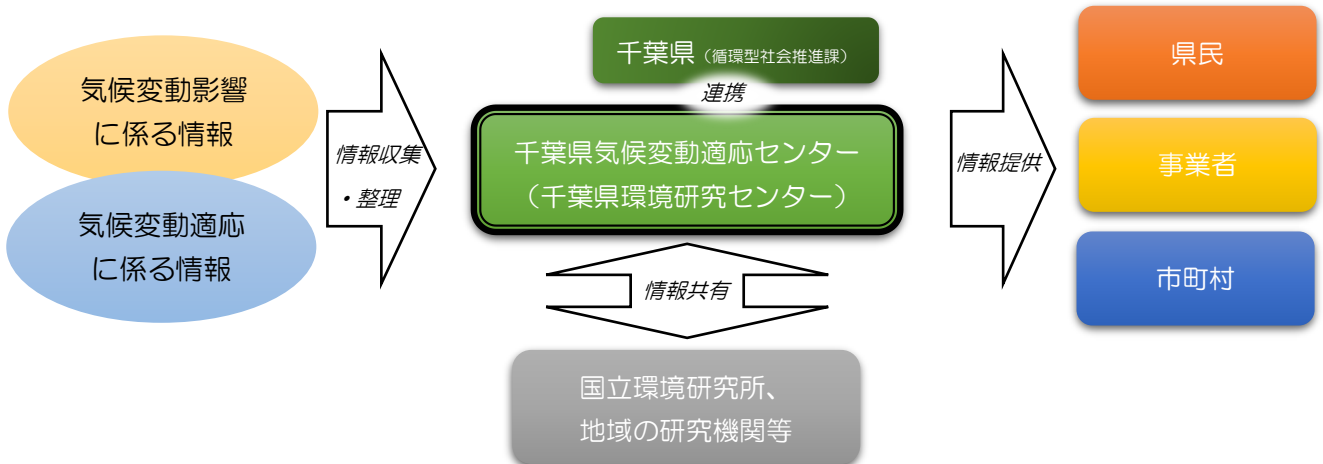 気候変動影響
に係る情報
気候変動適応
に係る情報
情報収集
・整理
千葉県（循環型社会推進課）
連携
千葉県気候変動適応センター
（千葉県環境研究センター）
情報共有
国立環境研究所、
地域の研究機関等
情報提供
県民
事業者
市町村